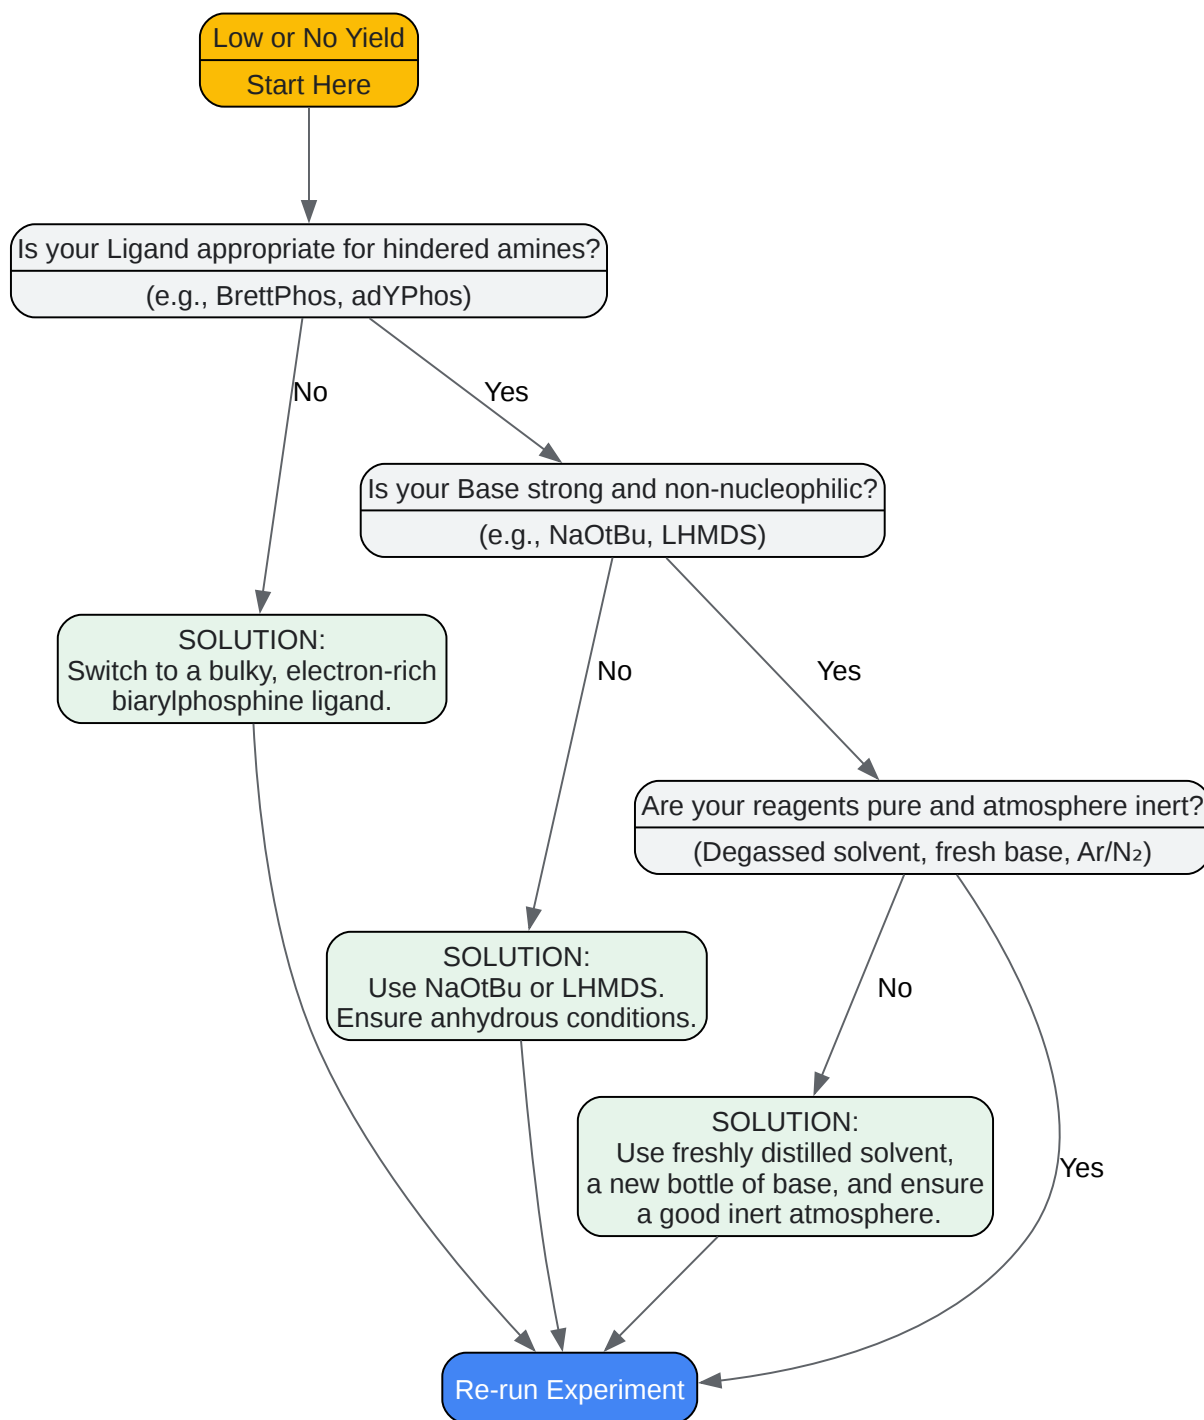 Low or No Yield
Start Here
Is your Ligand appropriate for hindered amines?
(e.g., BrettPhos, adYPhos)
No
Yes
Is your Base strong and non-nucleophilic?
(e.g., NaOtBu, LHMDS)
SOLUTION:
Switch to a bulky, electron-rich
biarylphosphine ligand.
No
Yes
Are your reagents pure and atmosphere inert?
(Degassed solvent, fresh base, Ar/N₂)
SOLUTION:
Use NaOtBu or LHMDS.
Ensure anhydrous conditions.
No
SOLUTION:
Use freshly distilled solvent,
a new bottle of base, and ensure
a good inert atmosphere.
Yes
Re-run Experiment